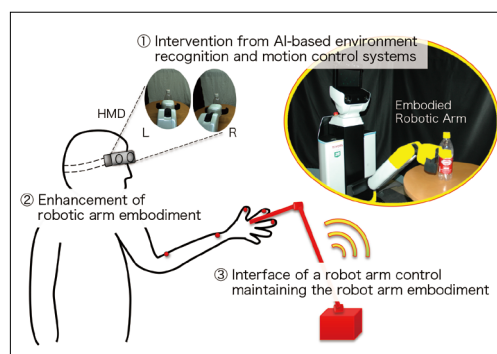 ① Intervention from AI-based environment
recognition and motion control systems
HMD
L
R
Embodied
Robotic Arm
② Enhancement of
robotic arm embodiment
③ Interface of a robot arm control
maintaining the robot arm embodiment